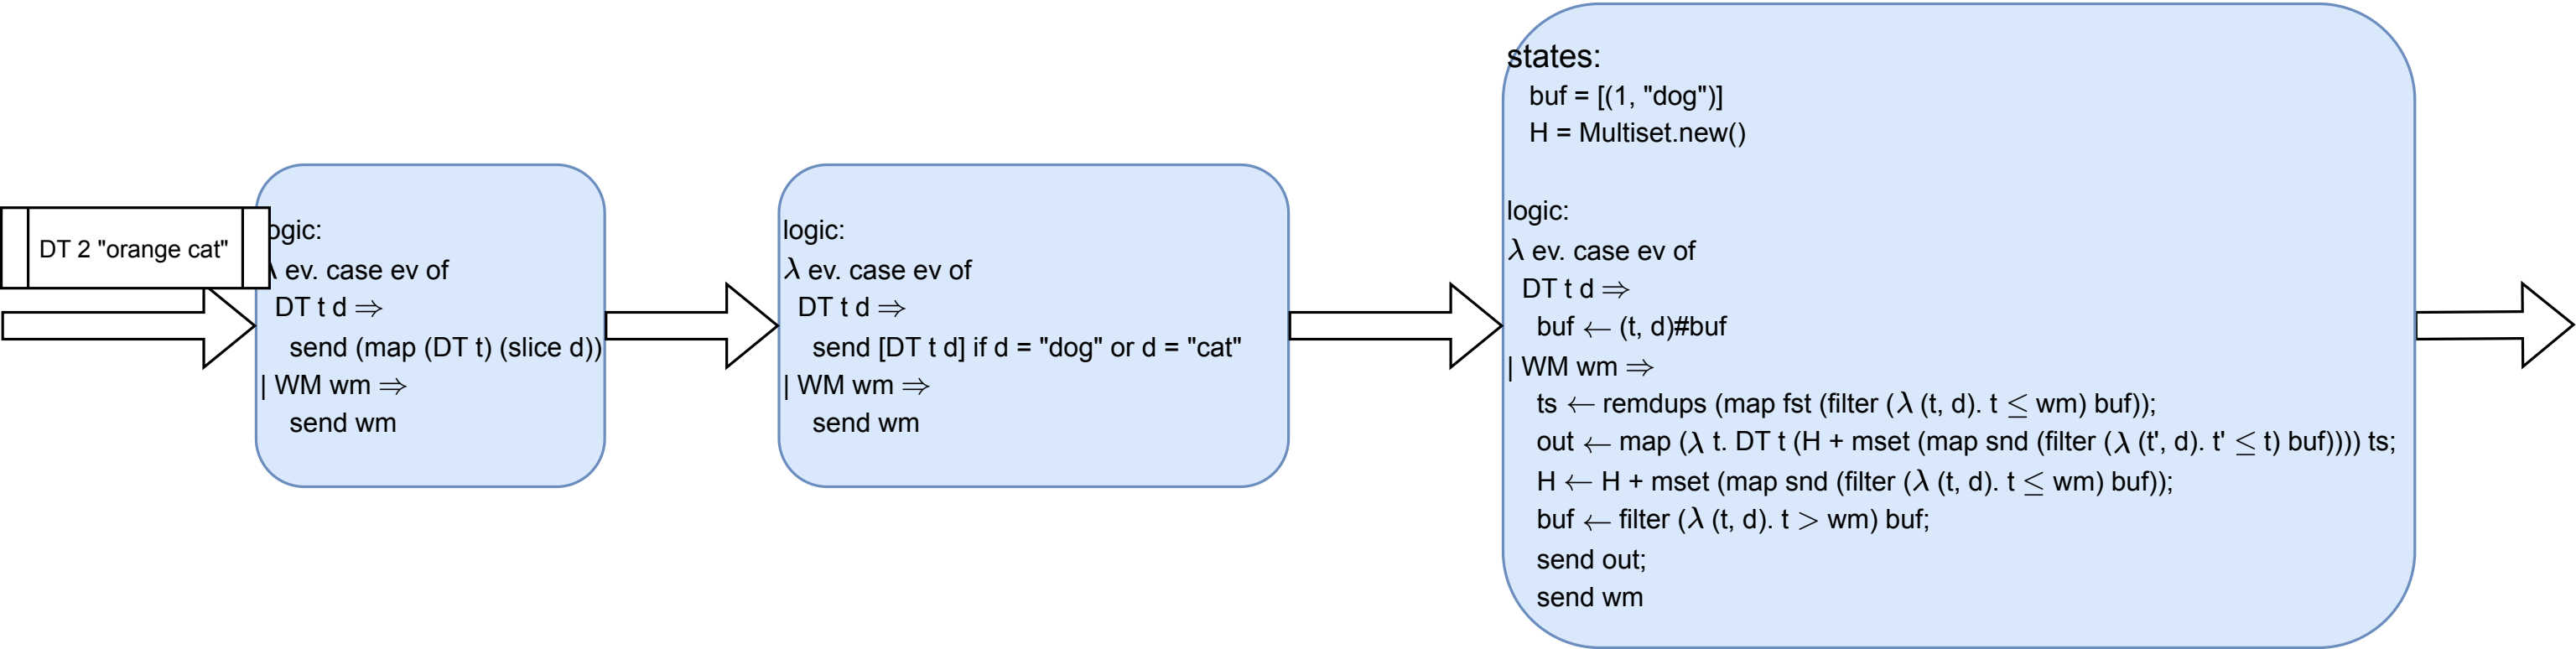 DT 2 "orange cat"
ogic:
λ ev. case ev of
DT t d ⇒
send (map (DT t) (slice d))
| WM wm ⇒
send wm
logic:
λ ev. case ev of
DT t d ⇒
send [DT t d] if d = "dog" or d = "cat"
| WM wm ⇒
send wm
states:
buf = [(1, "dog")]
H = Multiset.new()
logic:
λ ev. case ev of
DT t d ⇒
buf ← (t, d)#buf
| WM wm ⇒
ts ← remdups (map fst (filter (λ (t, d). t ≤ wm) buf));
out ← map (λ t. DT t (H + mset (map snd (filter (λ (t', d). t' ≤ t) buf)))) ts;
H ← H + mset (map snd (filter (λ (t, d). t ≤ wm) buf));
buf ← filter (λ (t, d). t > wm) buf;
send out;
send wm